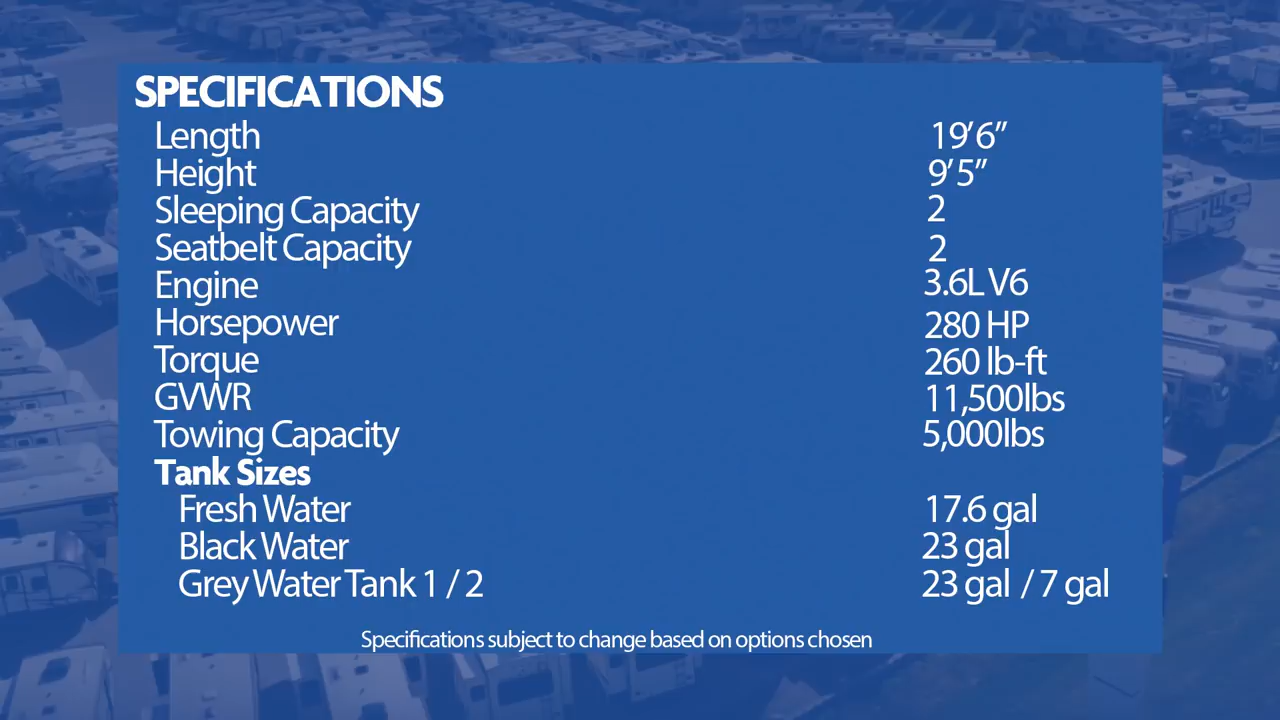 SPECIFICATIONS
Length 19'6”
Height 9'5”
Sleeping Capacity 2
Seatbelt Capacity 2
Engine 3.6L V6
Horsepower 280 HP
Torque 260 lb-ft
GVWR 11,500lbs
Towing Capacity 5,000lbs
Tank Sizes
Fresh Water 17.6 gal
Black Water 23 gal
Grey Water Tank 1 / 2 23 gal / 7 gal
Specifications subject to change based on options chosen